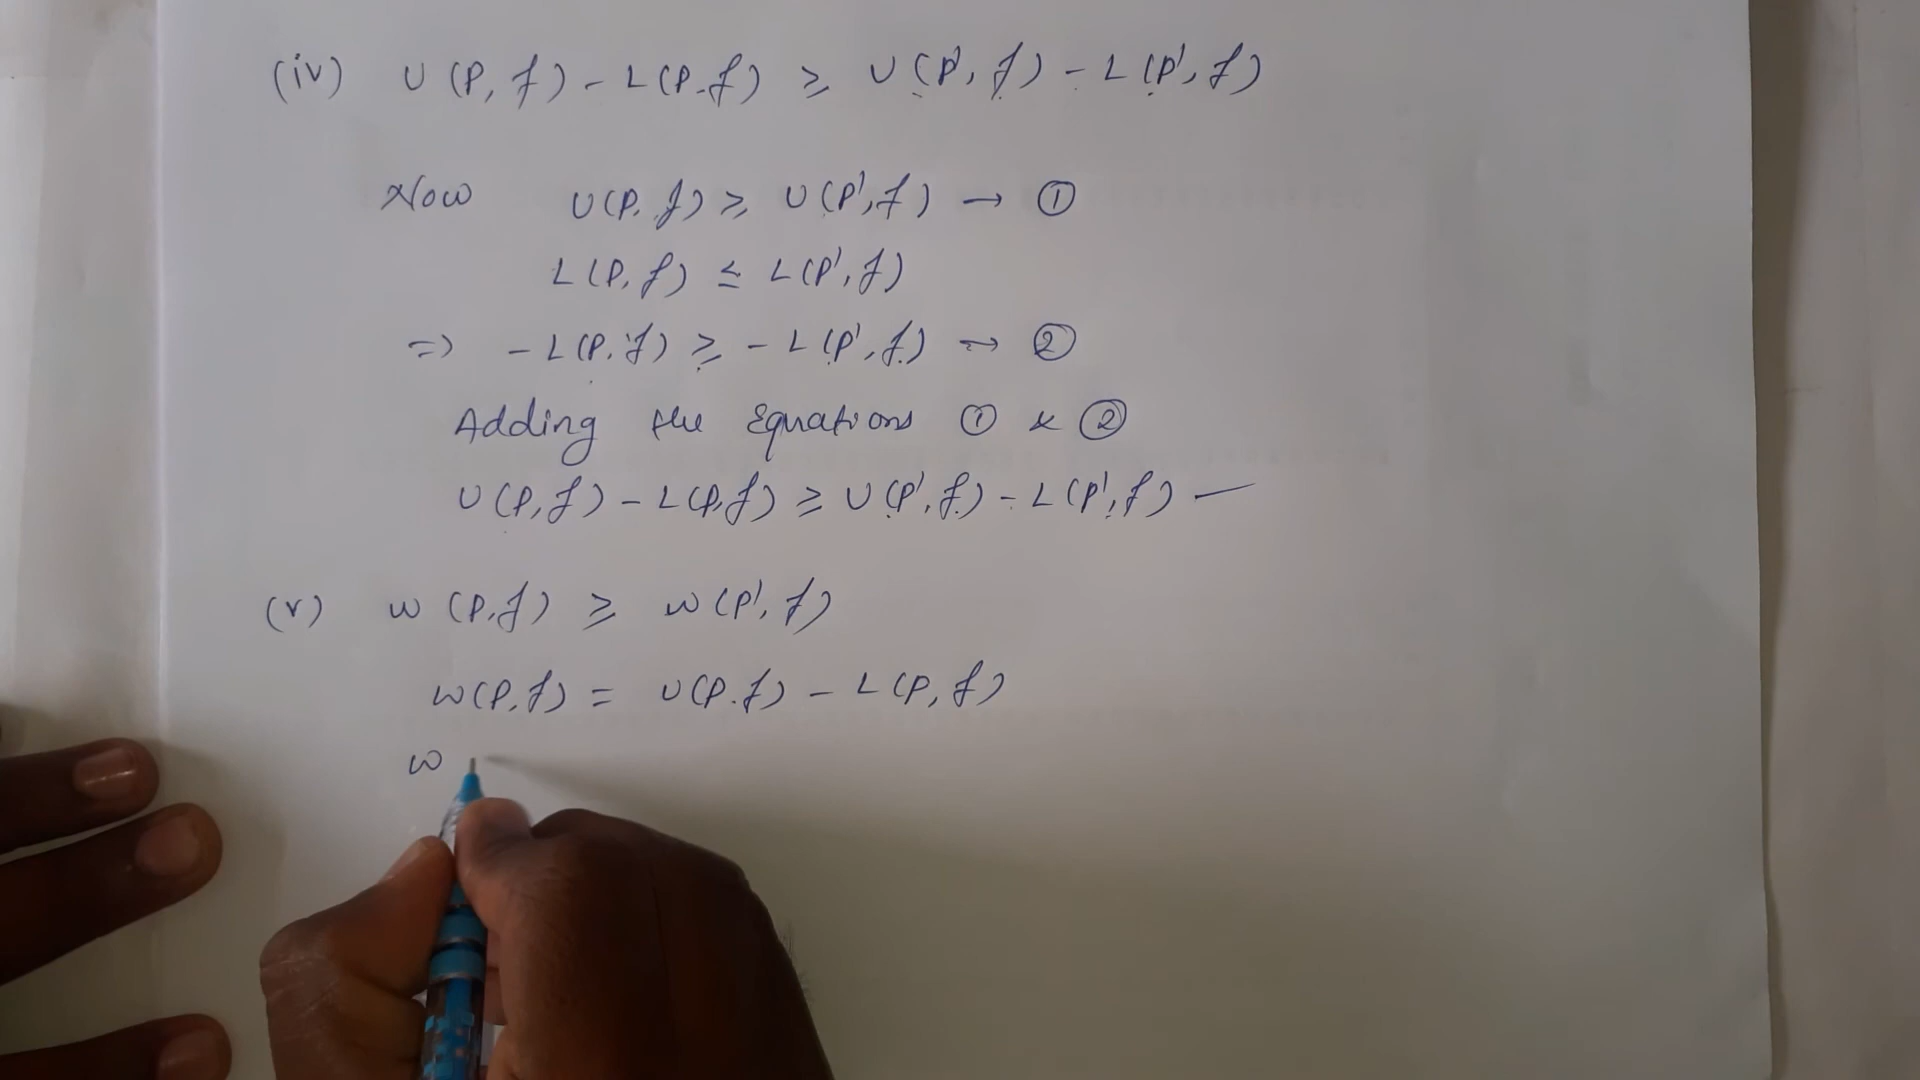 (iv) U (P, f) - L (P, f) ≥ U (P', f) - L (P', f)
Now U(P, f) ≥ U (P', f) → ①
L (P, f) ≤ L (P', f)
=> - L (P, f) ≥ - L (P', f) → ②
Adding the Equations ① & ②
U (P, f) - L (P, f) ≥ U (P', f) - L (P', f) —
(v) w (P, f) ≥ w (P', f)
w (P, f) = U (P, f) - L (P, f)
w